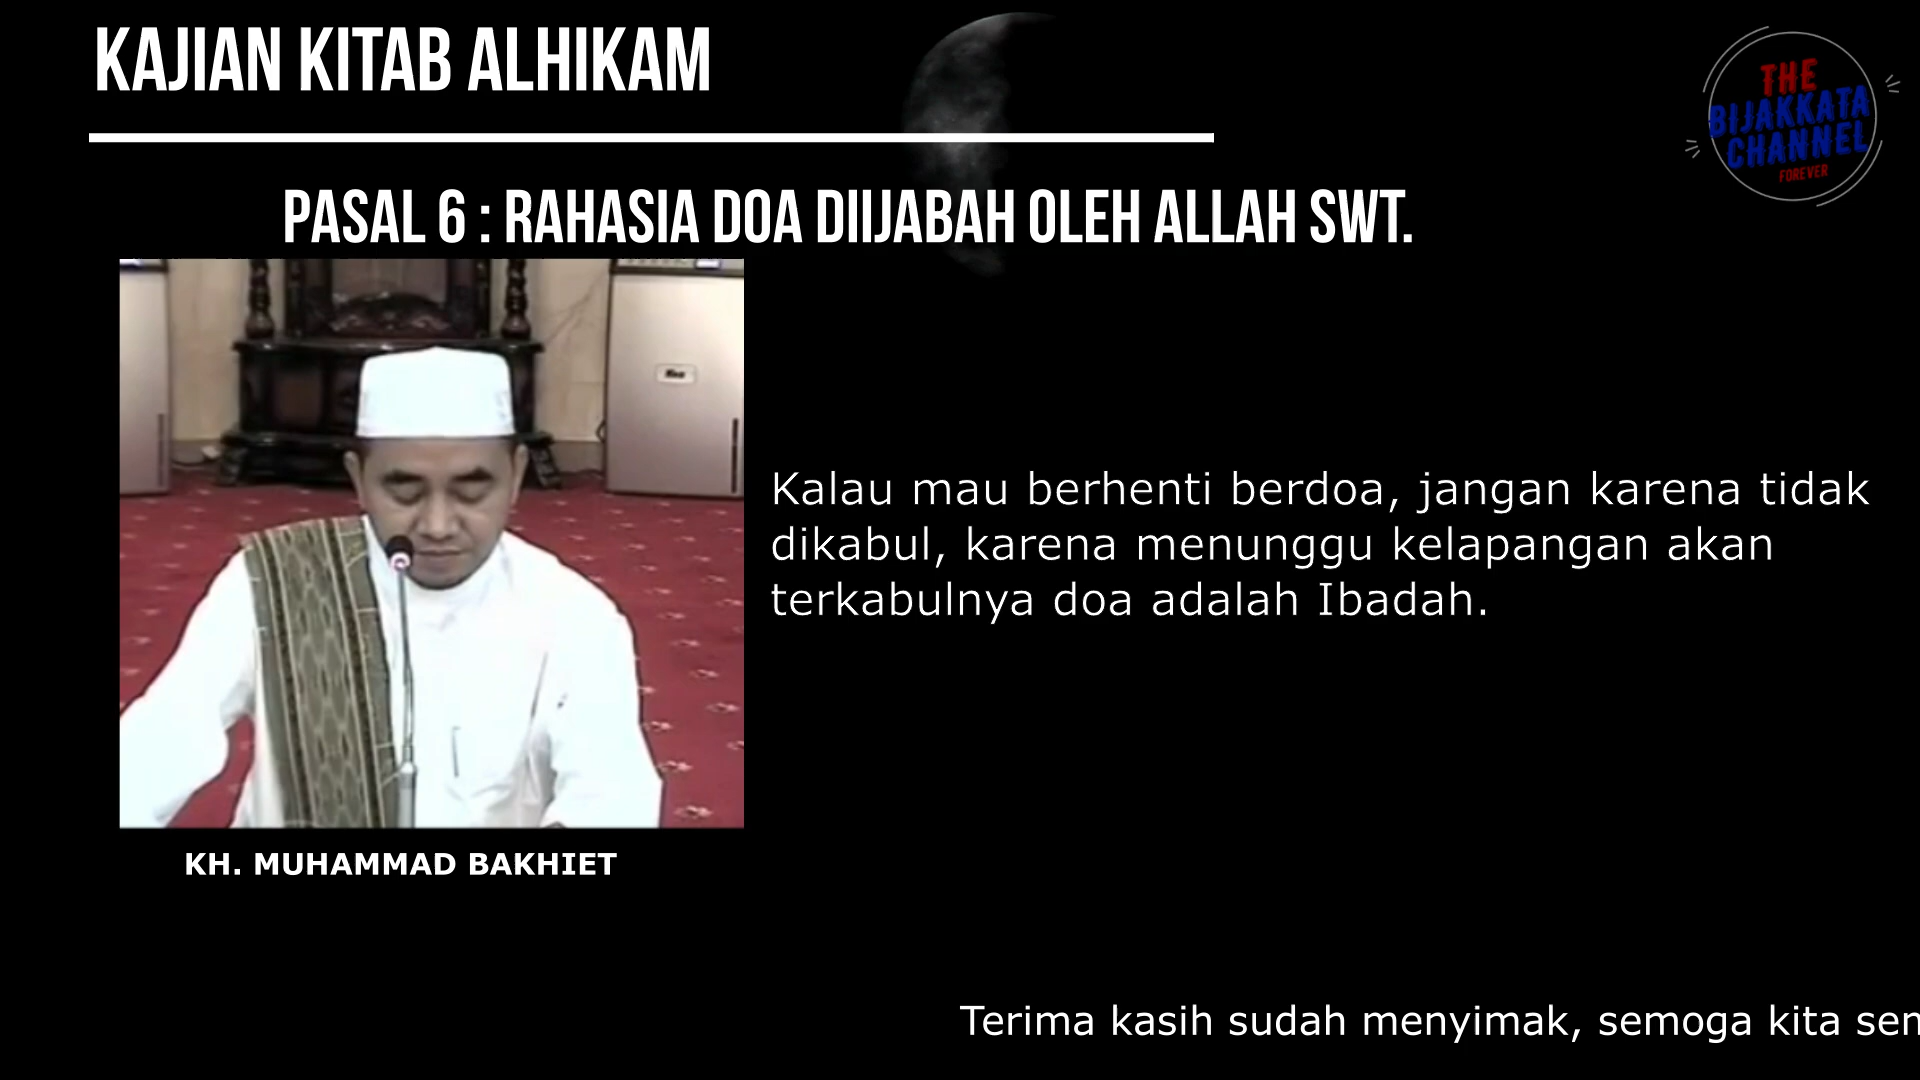 KAJIAN KITAB ALHIKAM
THE
BIJAKKATA
CHANNEL
FOREVER
PASAL 6 : RAHASIA DOA DIIJABAH OLEH ALLAH SWT.
Kalau mau berhenti berdoa, jangan karena tidak
dikabul, karena menunggu kelapangan akan
terkabulnya doa adalah Ibadah.
KH. MUHAMMAD BAKHIET
Terima kasih sudah menyimak, semoga kita